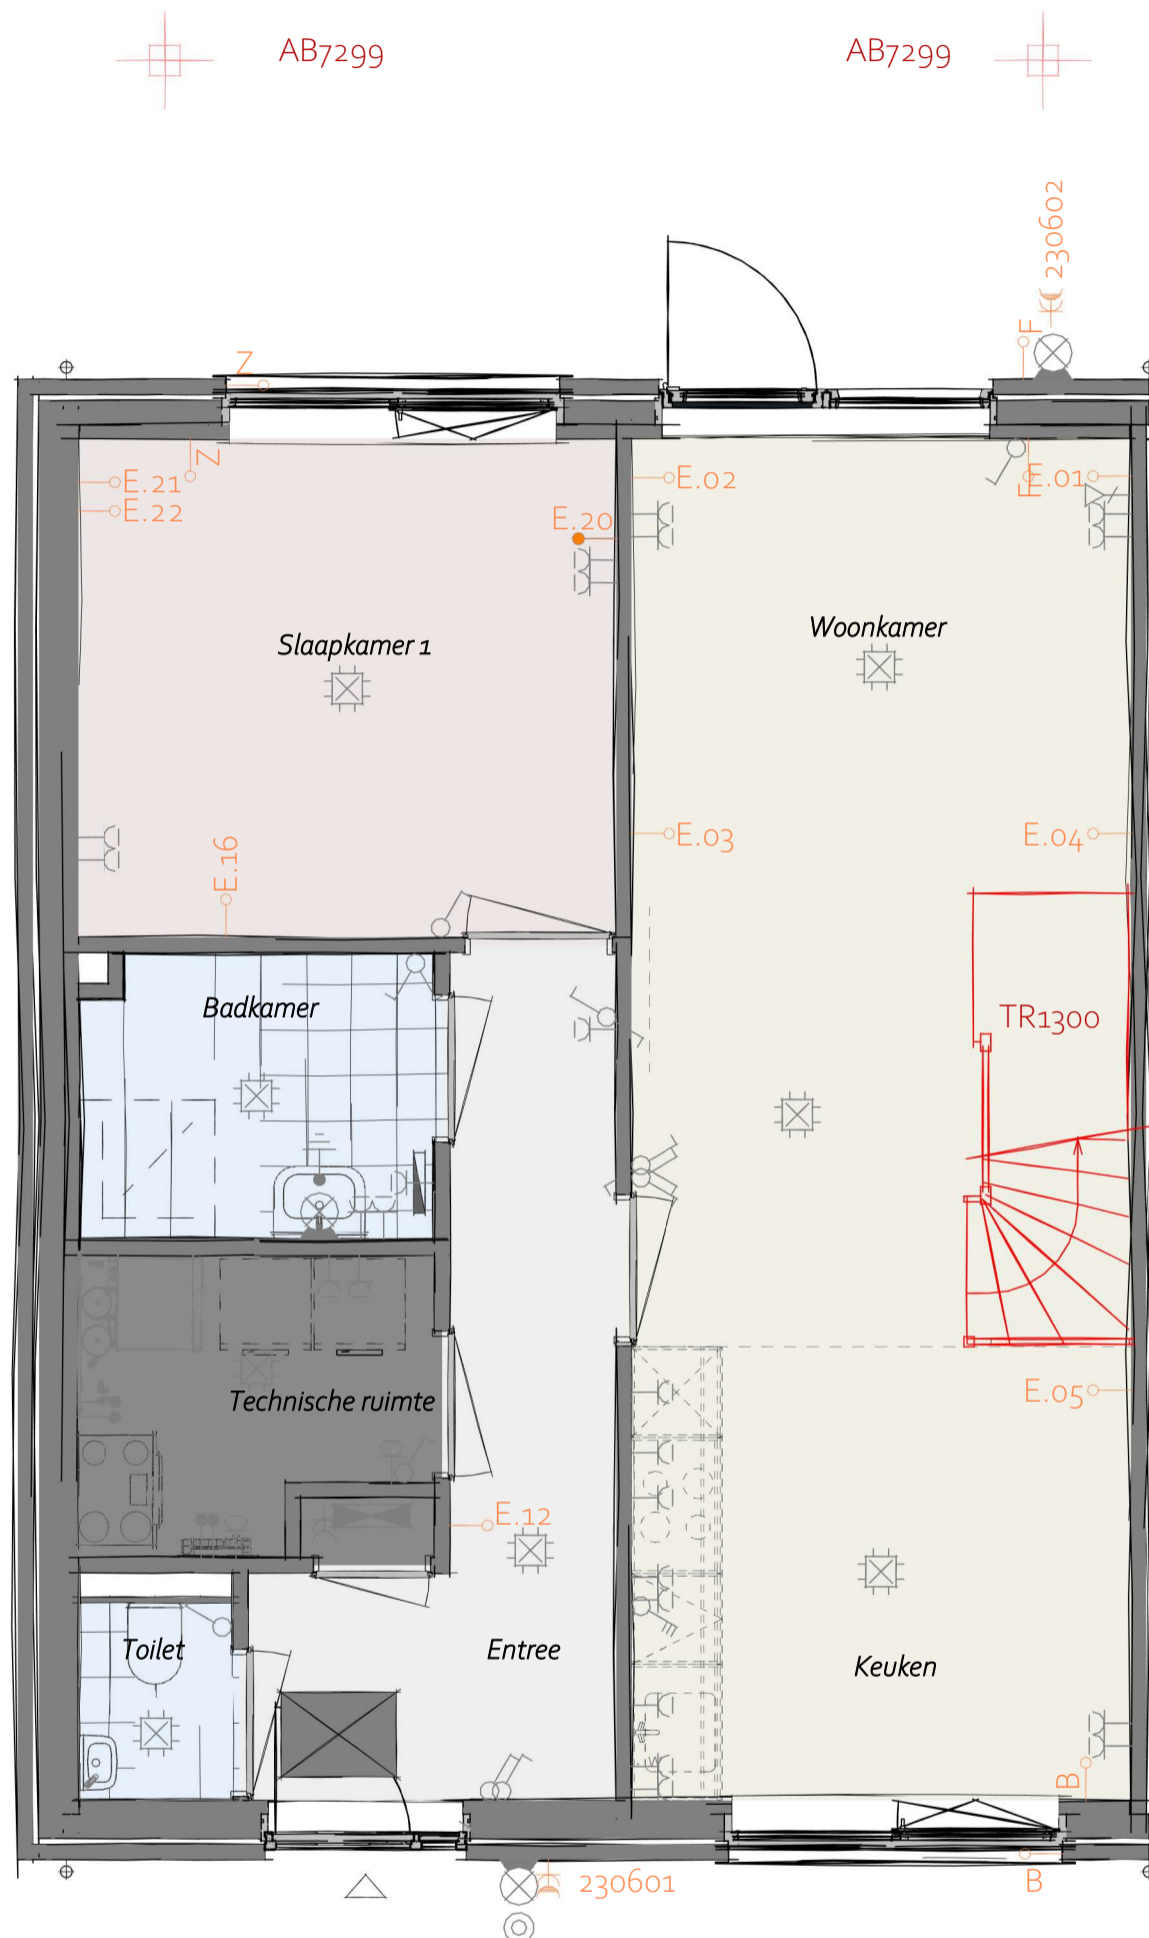 AB7299 AB7299
230602
F
Z
Z
E.21
E.22
E.20
E.02
F
E.01
Slaapkamer 1
Woonkamer
E.16
E.03
E.04
Badkamer
TR1300
Technische ruimte
E.05
E.12
Toilet
Entree
Keuken
B
230601
B